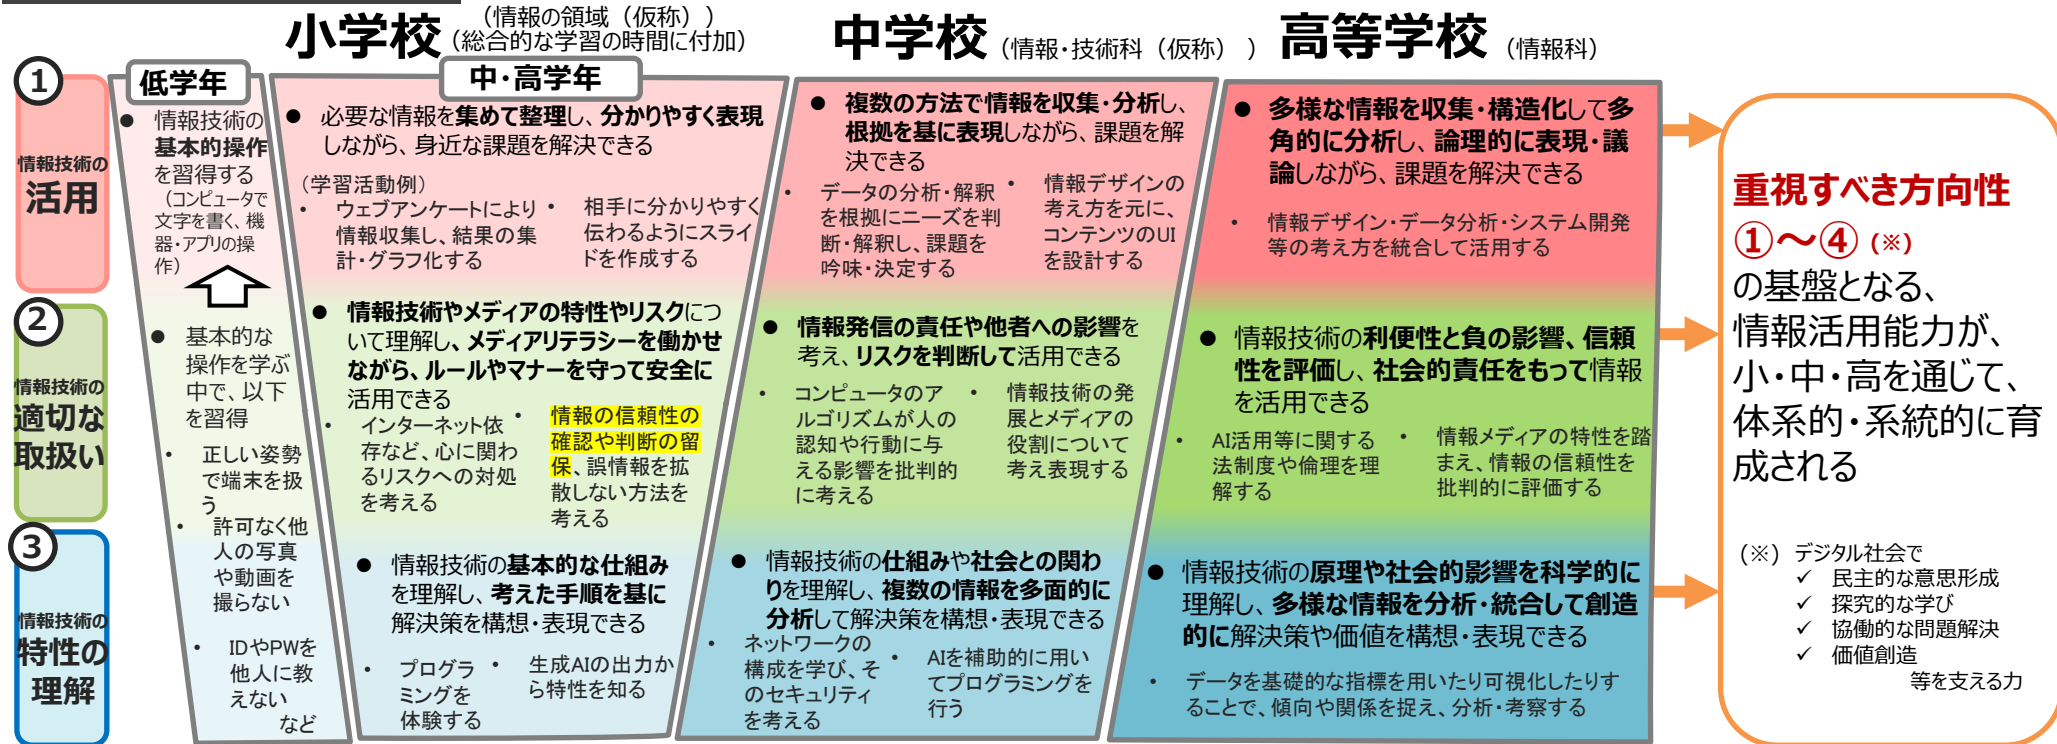 小学校
（情報の領域（仮称））
（総合的な学習の時間に付加）
中学校（情報・技術科（仮称））
高等学校（情報科）
①
情報技術の
活用
②
情報技術の
適切な
取扱い
③
情報技術の
特性の
理解
低学年
● 情報技術の
基本的操作
を習得する
（コンピュータで
文字を書く、機
器・アプリの操
作）
● 基本的な
操作を学ぶ
中で、以下
を習得
・ 正しい姿勢
で端末を扱
う
・ 許可なく他
人の写真
や動画を
撮らない
・ IDやPWを
他人に教
えない
など
中・高学年
● 必要な情報を集めて整理し、分かりやすく表現
しながら、身近な課題を解決できる
（学習活動例）
・ ウェブアンケートにより
情報収集し、結果の集
計・グラフ化する
・ 相手に分かりやすく
伝わるようにスライ
ドを作成する
● 情報技術やメディアの特性やリスクにつ
いて理解し、メディアリテラシーを働かせ
ながら、ルールやマナーを守って安全に
活用できる
・ インターネット依
存など、心に関わ
るリスクへの対処
を考える
・ 情報の信頼性の
確認や判断の留
保、誤情報を拡
散しない方法を
考える
● 情報技術の基本的な仕組み
を理解し、考えた手順を基に
解決策を構想・表現できる
・ プログラ
ミングを
体験する
・ 生成AIの出力か
ら特性を知る
● 複数の方法で情報を収集・分析し、
根拠を基に表現しながら、課題を解
決できる
・ データの分析・解釈
を根拠にニーズを判
断・解釈し、課題を
吟味・決定する
・ 情報デザインの
考え方を元に、
コンテンツのUI
を設計する
● 情報発信の責任や他者への影響を
考え、リスクを判断して活用できる
・ コンピュータのア
ルゴリズムが人の
認知や行動に与
える影響を批判的
に考える
・ 情報技術の発
展とメディアの
役割について
考え表現する
● 情報技術の仕組みや社会との関わ
りを理解し、複数の情報を多面的に
分析して解決策を構想・表現できる
・ ネットワークの
構成を学び、そ
のセキュリティ
を考える
・ AIを補助的に用い
てプログラミングを
行う
● 多様な情報を収集・構造化して多
角的に分析し、論理的に表現・議
論しながら、課題を解決できる
・ 情報デザイン・データ分析・システム開発
等の考え方を統合して活用する
● 情報技術の利便性と負の影響、信頼
性を評価し、社会的責任をもって情報
を活用できる
・ AI活用等に関する
法制度や倫理を理
解する
・ 情報メディアの特性を踏
まえ、情報の信頼性を
批判的に評価する
● 情報技術の原理や社会的影響を科学的に
理解し、多様な情報を分析・統合して創造
的に解決策や価値を構想・表現できる
・ データを基礎的な指標を用いたり可視化したりす
ることで、傾向や関係を捉え、分析・考察する
重視すべき方向性
①～④（※）
の基盤となる、
情報活用能力が、
小・中・高を通じて、
体系的・系統的に育
成される
（※）デジタル社会で
✓ 民主的な意思形成
✓ 探究的な学び
✓ 協働的な問題解決
✓ 価値創造
等を支える力